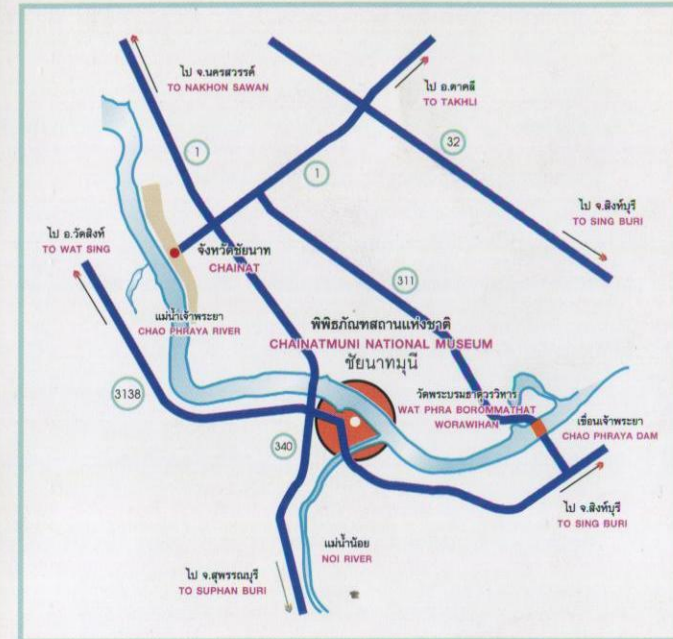 ไป จ.นครสวรรค์
TO NAKHON SAWAN
ไป อ.ตาคลี
TO TAKHLI
1
1
32
ไป อ.วัดสิงห์
TO WAT SING
จังหวัดชัยนาท
CHAINAT
ไป จ.สิงห์บุรี
TO SING BURI
311
แม่น้ำเจ้าพระยา
CHAO PHRAYA RIVER
พิพิธภัณฑสถานแห่งชาติ
CHAINATMUNI NATIONAL MUSEUM
ชัยนาทมุนี
3138
วัดพระบรมธาตุวรวิหาร
WAT PHRA BOROMMATHAT
WORAWIHAN
เขื่อนเจ้าพระยา
CHAO PHRAYA DAM
340
ไป จ.สิงห์บุรี
TO SING BURI
แม่น้ำน้อย
NOI RIVER
ไป จ.สุพรรณบุรี
TO SUPHAN BURI